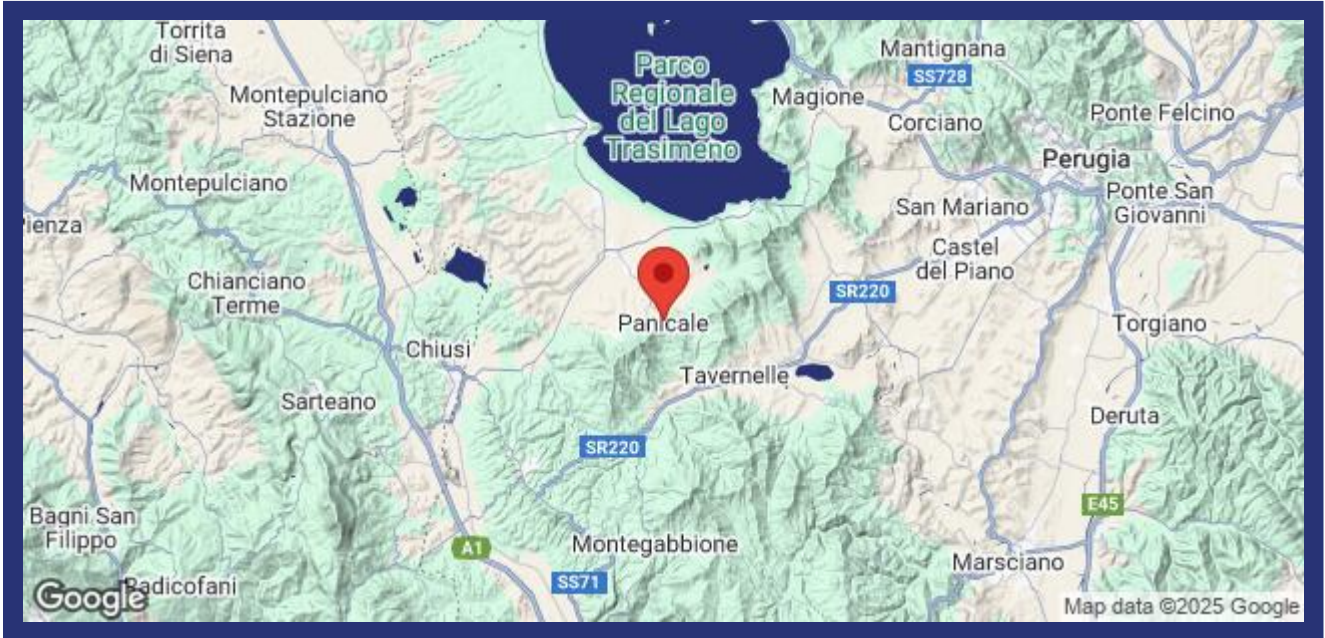 Torrita
di Siena
Parco
Regionale
del Lago
Trasimeno
Mantignana
SS728
Montepulciano
Stazione
Magione
Corciano
Ponte Felcino
Perugia
Montepulciano
Ponte San
Giovanni
ienza
San Mariano
Castel
del Piano
Chianciano
Terme
SR220
Panicale
Torgiano
Chiusi
Tavernelle
Sarteano
Deruta
SR220
E45
Bagni San
Filippo
A1
Montegabbione
Marsciano
SS71
Radicofani
Google
Map data ©2025 Google